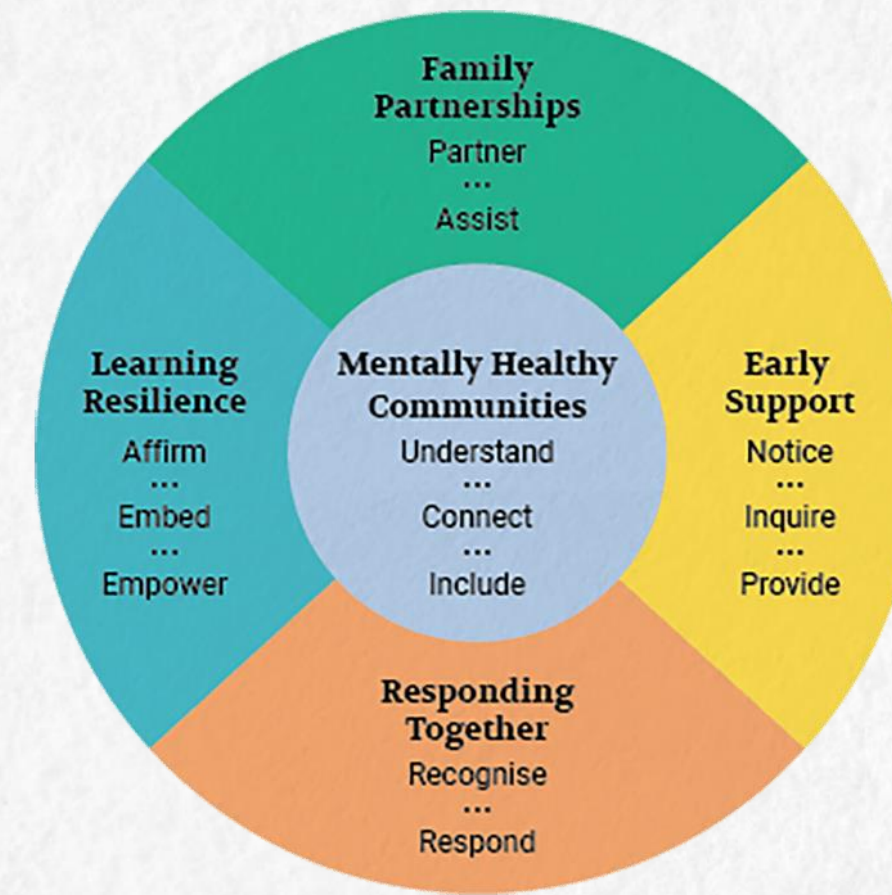 Family
Partnerships
Partner
...
Assist
Learning
Resilience
Affirm
...
Embed
...
Empower
Mentally Healthy
Communities
Understand
...
Connect
...
Include
Early
Support
Notice
...
Inquire
...
Provide
Responding
Together
Recognise
...
Respond